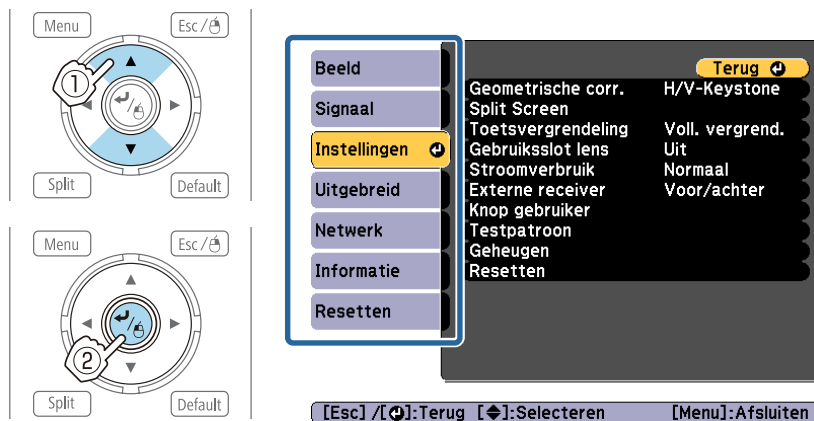 Menu
Esc/
1
Split
Default
Menu
Esc/
2
Split
Default
Beeld
Signaal
Instellingen
Uitgebreid
Netwerk
Informatie
Resetten
Terug
Geometrische corr. H/V-Keystone
Split Screen
Toetsvergrendeling Voll. vergrend.
Gebruiksslot lens Uit
Stroomverbruik Normaal
Externe receiver Voor/achter
Knop gebruiker
Testpatroon
Geheugen
Resetten
[Esc] /[]:Terug []:Selecteren [Menu]:Afsluiten